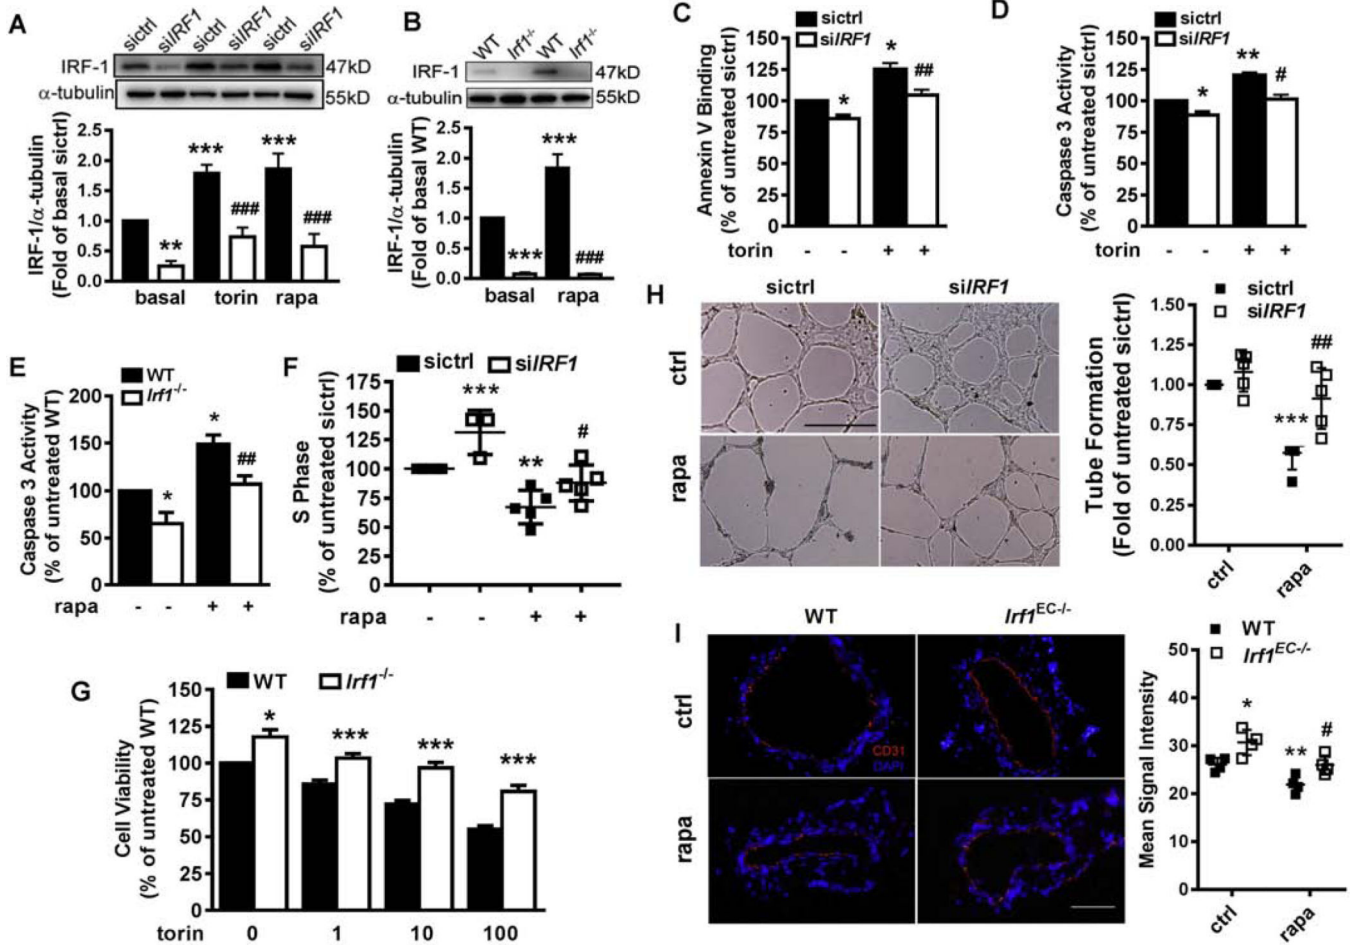 A
sictrl siIRF1 sictrl siIRF1 sictrl siIRF1
IRF-1 47kD
α-tubulin 55kD
IRF-1/α-tubulin
(Fold of basal sictrl)
2.5
2.0
1.5
1.0
0.5
0.0
** *** ### *** ###
basal torin rapa
B
WT Irf1-/- WT Irf1-/-
IRF-1 47kD
α-tubulin 55kD
IRF-1/α-tubulin
(Fold of basal WT)
2.5
2.0
1.5
1.0
0.5
0.0
*** *** ###
basal rapa
C
sictrl
siIRF1
Annexin V Binding
(% of untreated sictrl)
150
125
100
75
50
25
0
* * ##
torin - - + +
D
sictrl
siIRF1
Caspase 3 Activity
(% of untreated sictrl)
150
125
100
75
50
25
0
* ** #
torin - - + +
E
WT
Irf1-/-
Caspase 3 Activity
(% of untreated WT)
200
150
100
50
0
* * ##
rapa - - + +
F
sictrl siIRF1
S Phase
(% of untreated sictrl)
175
150
125
100
75
50
25
0
*** ** #
rapa - - + +
G
WT Irf1-/-
Cell Viability
(% of untreated WT)
150
125
100
75
50
25
0
* *** *** ***
torin 0 1 10 100
H
sictrl siIRF1
ctrl
rapa
sictrl
siIRF1
Tube Formation
(Fold of untreated sictrl)
1.50
1.25
1.00
0.75
0.50
0.25
0.00
*** ##
ctrl rapa
I
WT Irf1EC-/-
ctrl
rapa
CD31
DAPI
WT
Irf1EC-/-
Mean Signal Intensity
50
40
30
20
10
0
* ** #
ctrl rapa